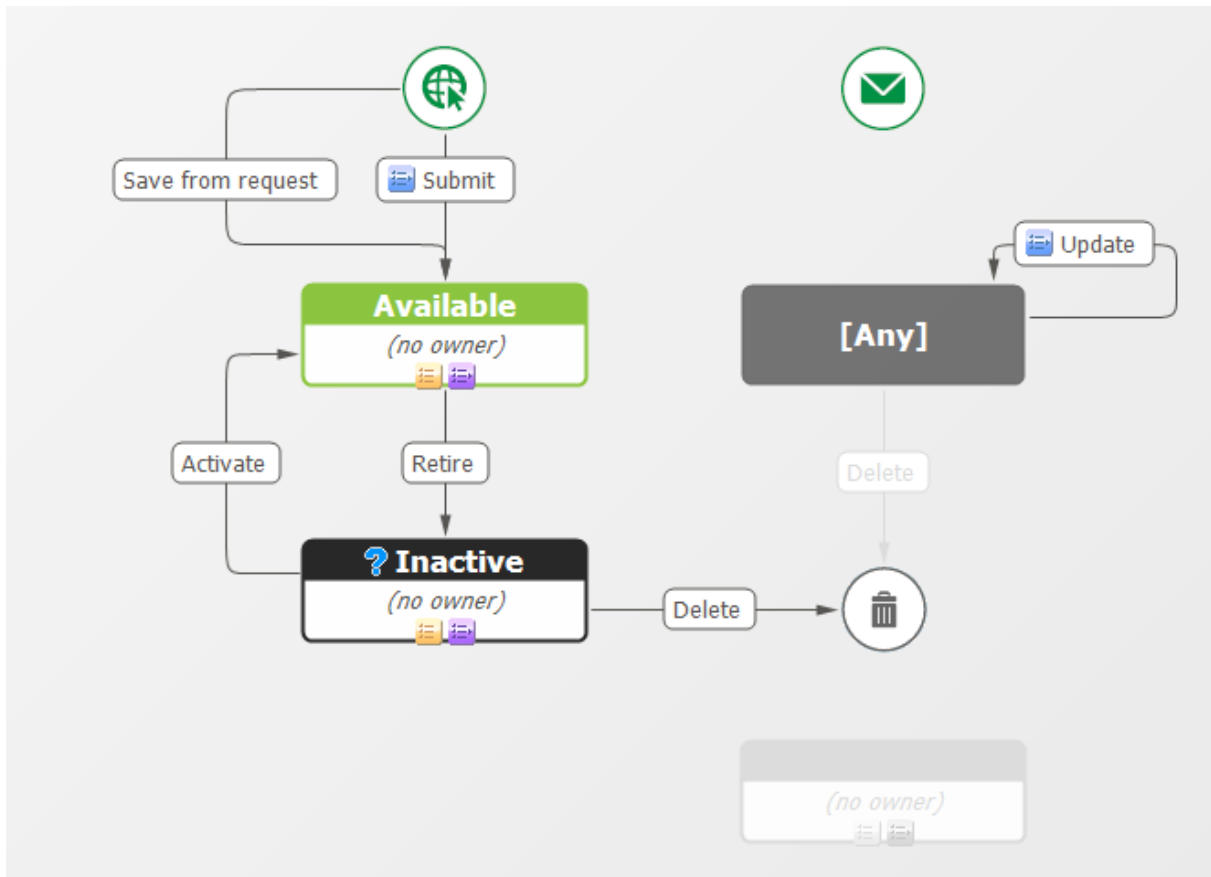 Save from request
Submit
Update
Available
(no owner)
[Any]
Activate
Retire
Delete
? Inactive
(no owner)
Delete
(no owner)